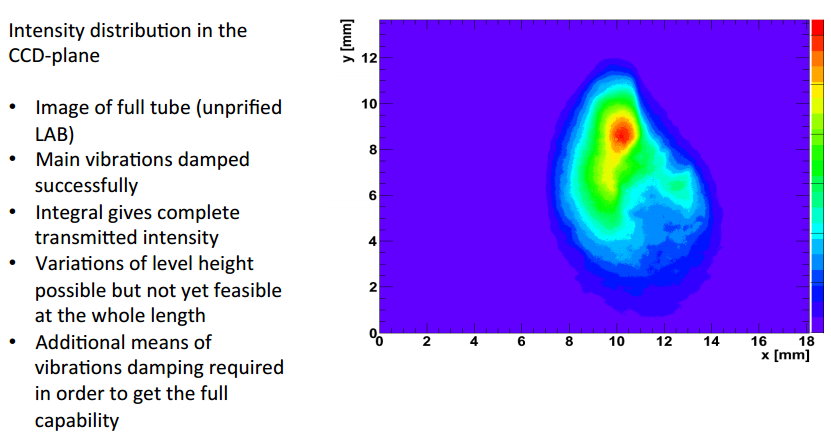 Intensity distribution in the
CCD-plane
• Image of full tube (unprified
LAB)
• Main vibrations damped
successfully
• Integral gives complete
transmitted intensity
• Variations of level height
possible but not yet feasible
at the whole length
• Additional means of
vibrations damping required
in order to get the full
capability
y [mm]
12
10
8
6
4
2
0
0 2 4 6 8 10 12 14 16 18
x [mm]